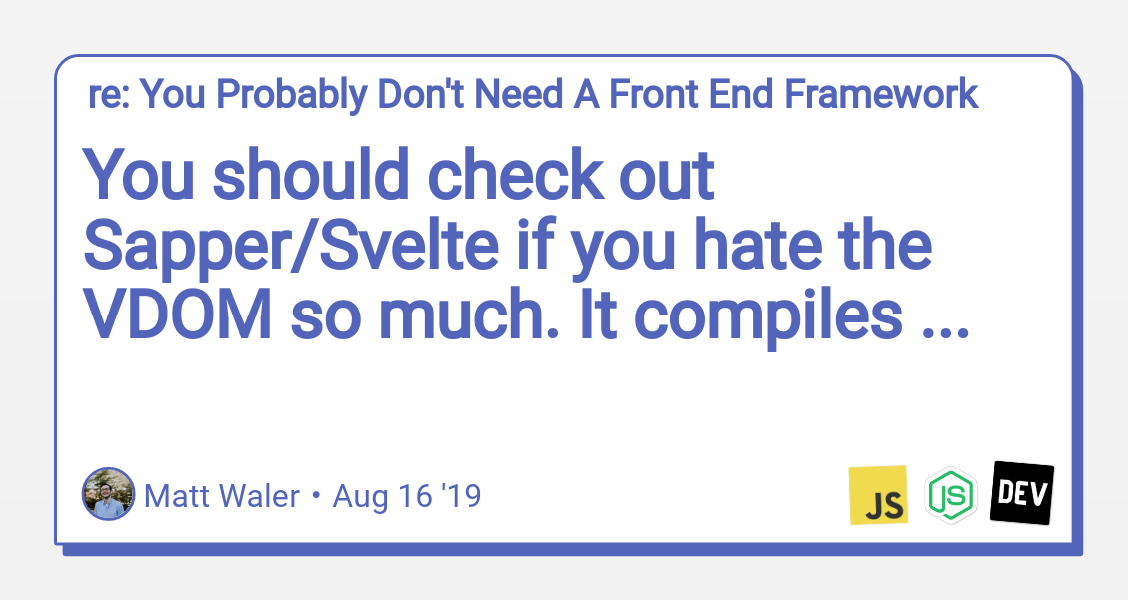 re: You Probably Don't Need A Front End Framework
You should check out
Sapper/Svelte if you hate the
VDOM so much. It compiles ...
Matt Waler • Aug 16 '19
JS
JS
DEV